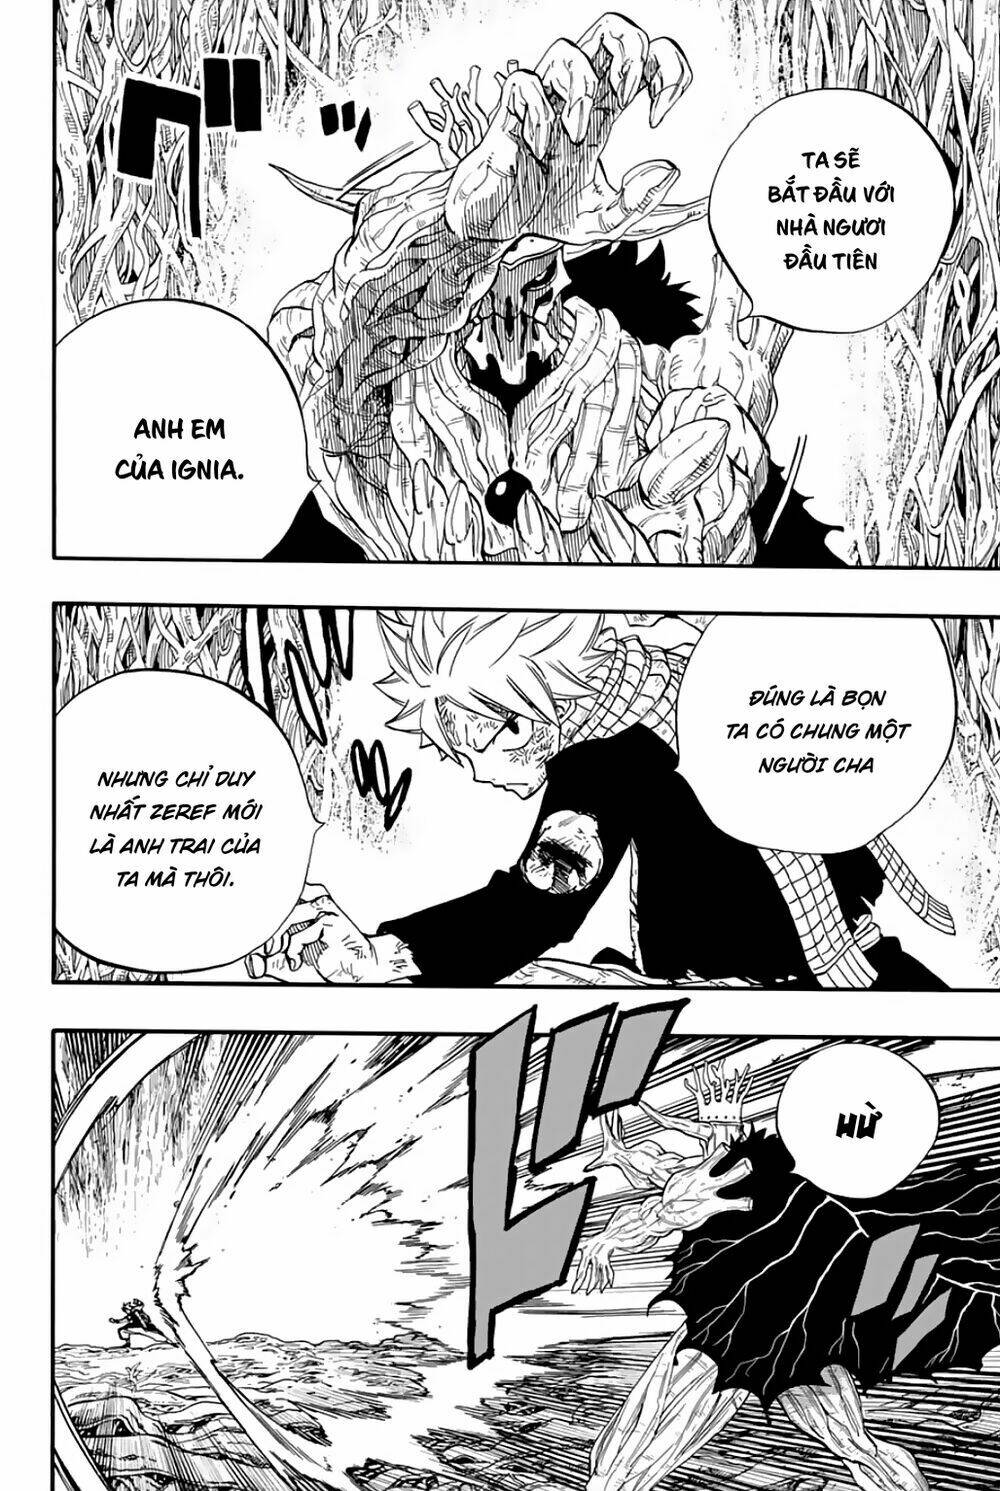 TA SẼ
BẮT ĐẦU VỚI
NHÀ NGƯƠI
ĐẦU TIÊN
ANH EM
CỦA IGNIA.
ĐÚNG LÀ BỌN
TA CÓ CHUNG MỘT
NGƯỜI CHA
NHƯNG CHỈ DUY
NHẤT ZEREF MỚI
LÀ ANH TRAI CỦA
TA MÀ THÔI.
HỪ